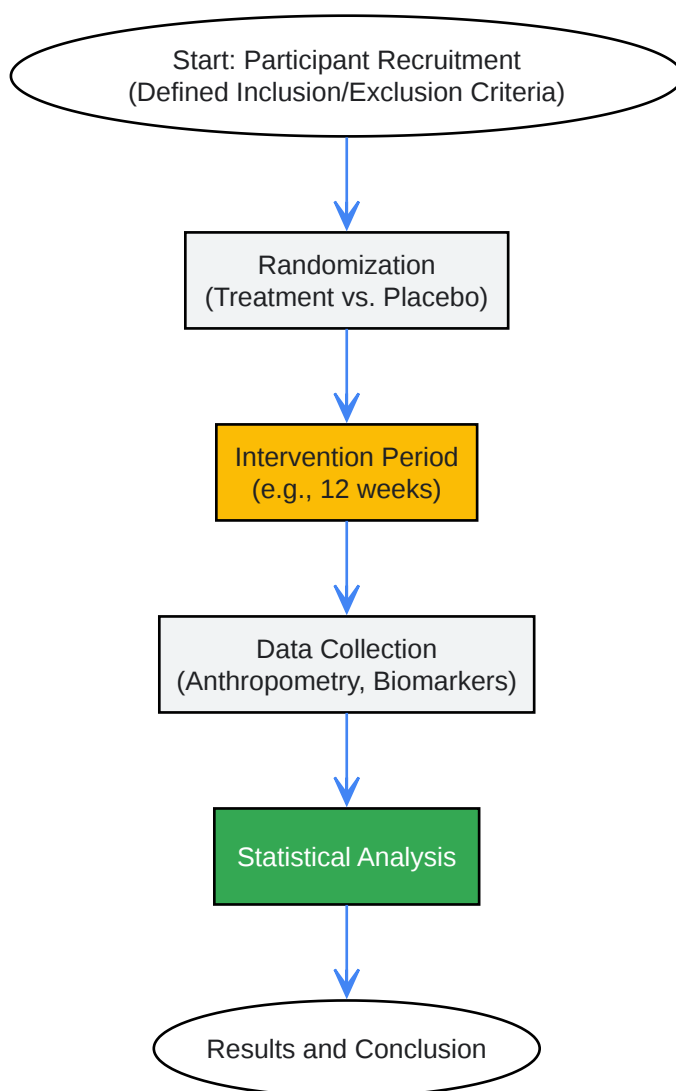 Start: Participant Recruitment
(Defined Inclusion/Exclusion Criteria)
Randomization
(Treatment vs. Placebo)
Intervention Period
(e.g., 12 weeks)
Data Collection
(Anthropometry, Biomarkers)
Statistical Analysis
Results and Conclusion